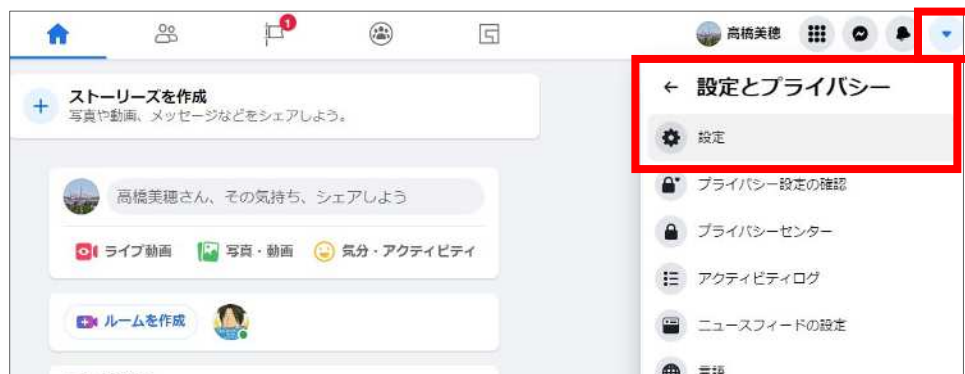 1
高橋美穂
ストーリーズを作成
写真や動画、メッセージなどをシェアしよう。
高橋美穂さん、その気持ち、シェアしよう
ライブ動画
写真・動画
気分・アクティビティ
ルームを作成
設定とプライバシー
設定
プライバシー設定の確認
プライバシーセンター
アクティビティログ
ニュースフィードの設定
言語